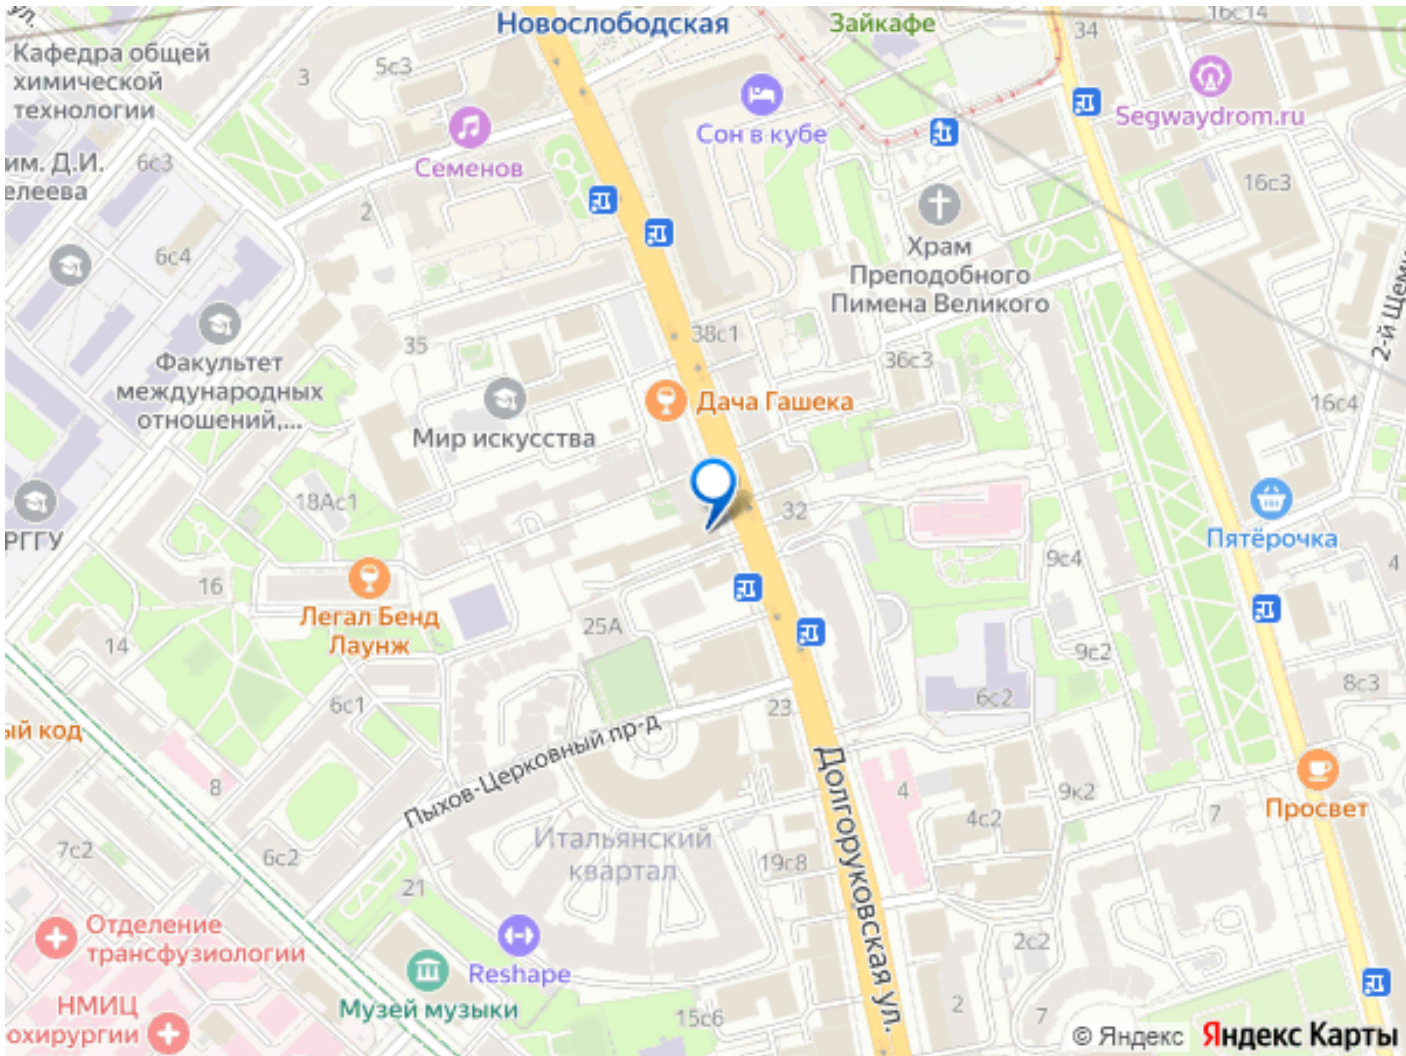 ул.
Новослободская
Зайкафе
16с14
34
Кафедра общей
химической
технологии
3
5с3
Segwaydrom.ru
Сон в кубе
Семенов
им. Д.И.
елеева
6с3
16с3
2
Храм
Преподобного
Пимена Великого
6с4
2-й Щеми
38с1
35
36с3
Факультет
международных
отношений,...
Дача Гашека
16с4
Мир искусства
18Ас1
32
РГГУ
Пятёрочка
9с4
4
16
Легал Бенд
Лаунж
25А
14
9с2
8с3
6с1
6с2
23
ый код
Пыхов-Церковный пр-д
Долгоруковская ул.
8
4
9к2
7
Просвет
4с2
Итальянский
квартал
7с2
6с2
19с8
21
Отделение
трансфузиологии
2с2
Reshape
НМИЦ
охирургии
Музей музыки
15с6
2
7
© Яндекс
Яндекс Карты